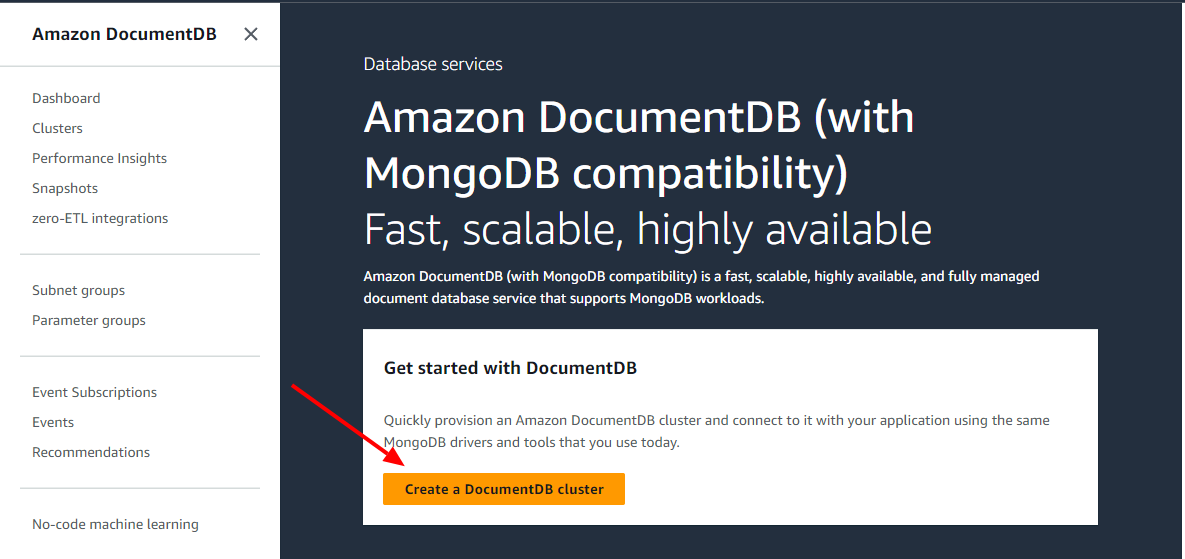 Amazon DocumentDB
Dashboard
Clusters
Performance Insights
Snapshots
zero-ETL integrations
Subnet groups
Parameter groups
Event Subscriptions
Events
Recommendations
No-code machine learning
Database services
Amazon DocumentDB (with
MongoDB compatibility)
Fast, scalable, highly available
Amazon DocumentDB (with MongoDB compatibility) is a fast, scalable, highly available, and fully managed
document database service that supports MongoDB workloads.
Get started with DocumentDB
Quickly provision an Amazon DocumentDB cluster and connect to it with your application using the same
MongoDB drivers and tools that you use today.
Create a DocumentDB cluster